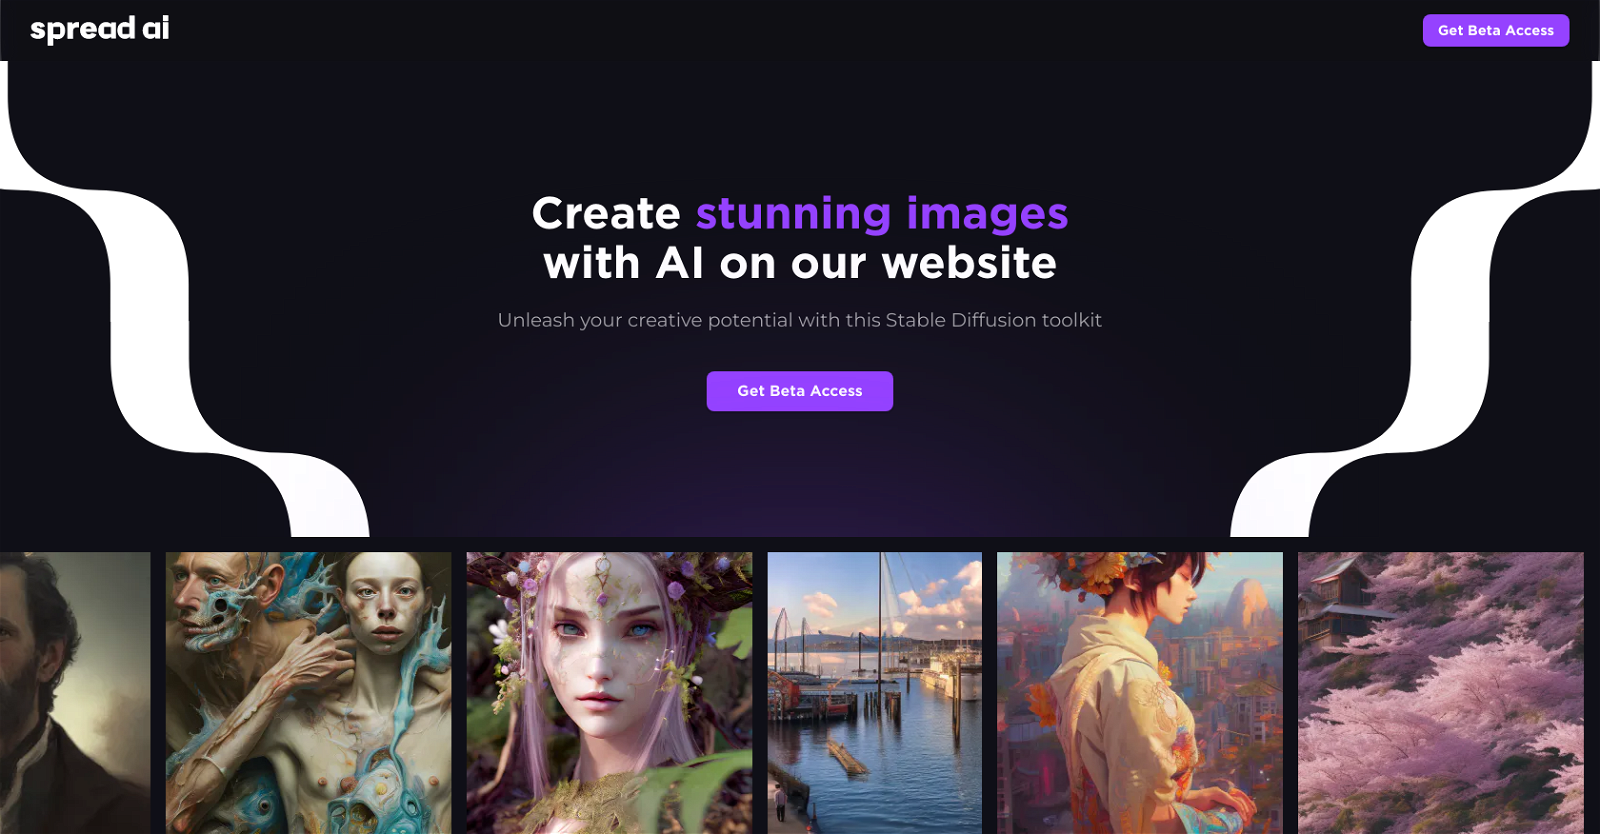 spread ai
Get Beta Access
Create stunning images
with AI on our website
Unleash your creative potential with this Stable Diffusion toolkit
Get Beta Access